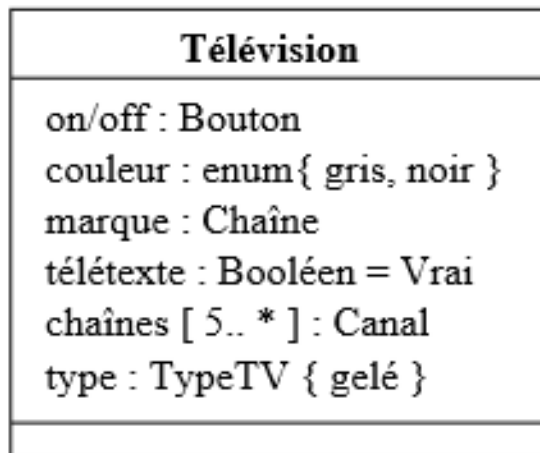 Télévision
on/off : Bouton
couleur : enum{ gris, noir }
marque : Chaîne
télétexte : Booléen = Vrai
chaînes [ 5.. * ] : Canal
type : TypeTV { gelé }